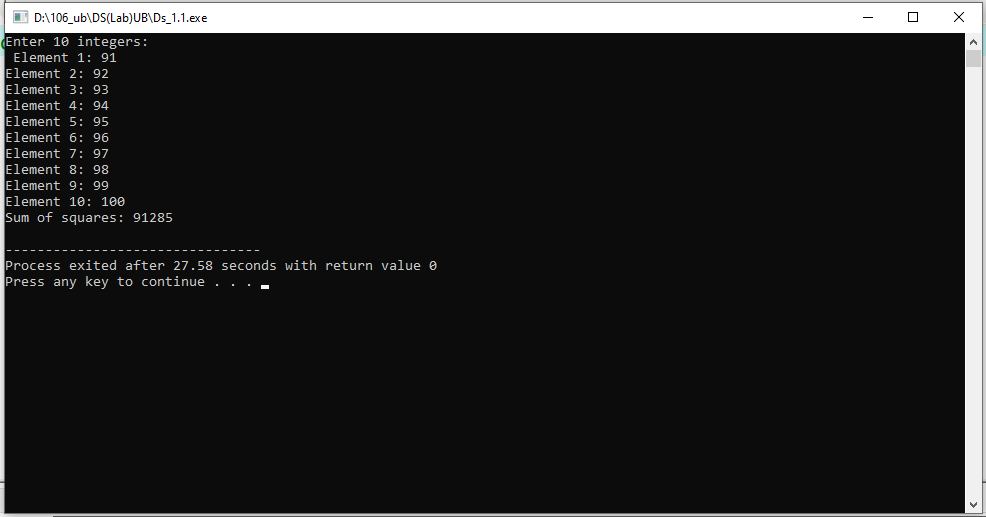 D:\106_ub\DS(Lab)UB\Ds_1.1.exe
Enter 10 integers:
 Element 1: 91
Element 2: 92
Element 3: 93
Element 4: 94
Element 5: 95
Element 6: 96
Element 7: 97
Element 8: 98
Element 9: 99
Element 10: 100
Sum of squares: 91285

--------------------------------
Process exited after 27.58 seconds with return value 0
Press any key to continue . . .